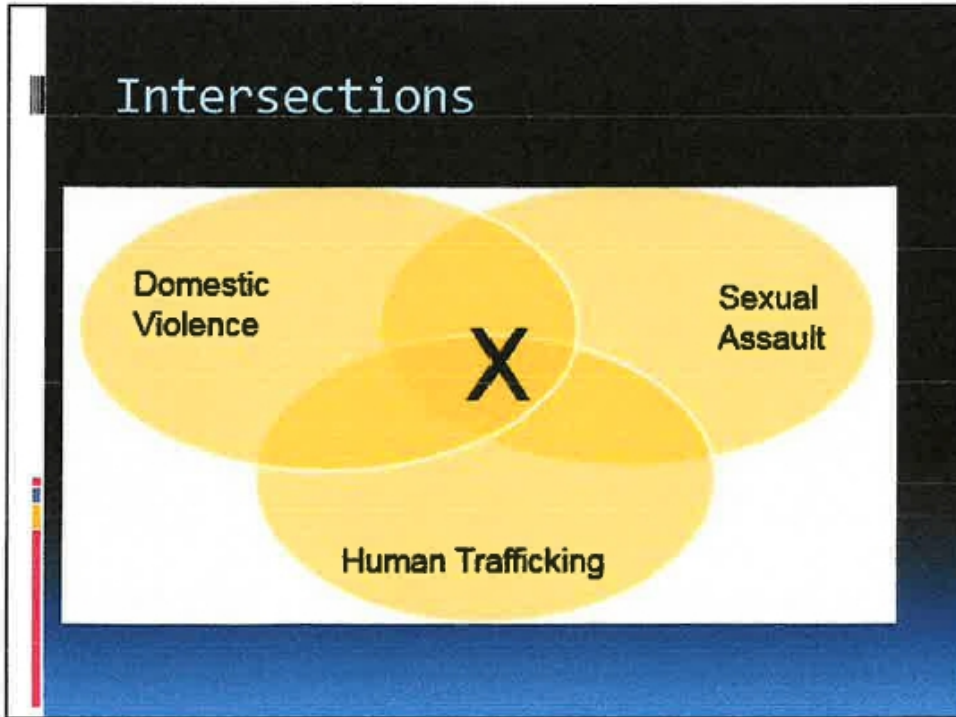 Intersections
Domestic
Violence
Sexual
Assault
X
Human Trafficking